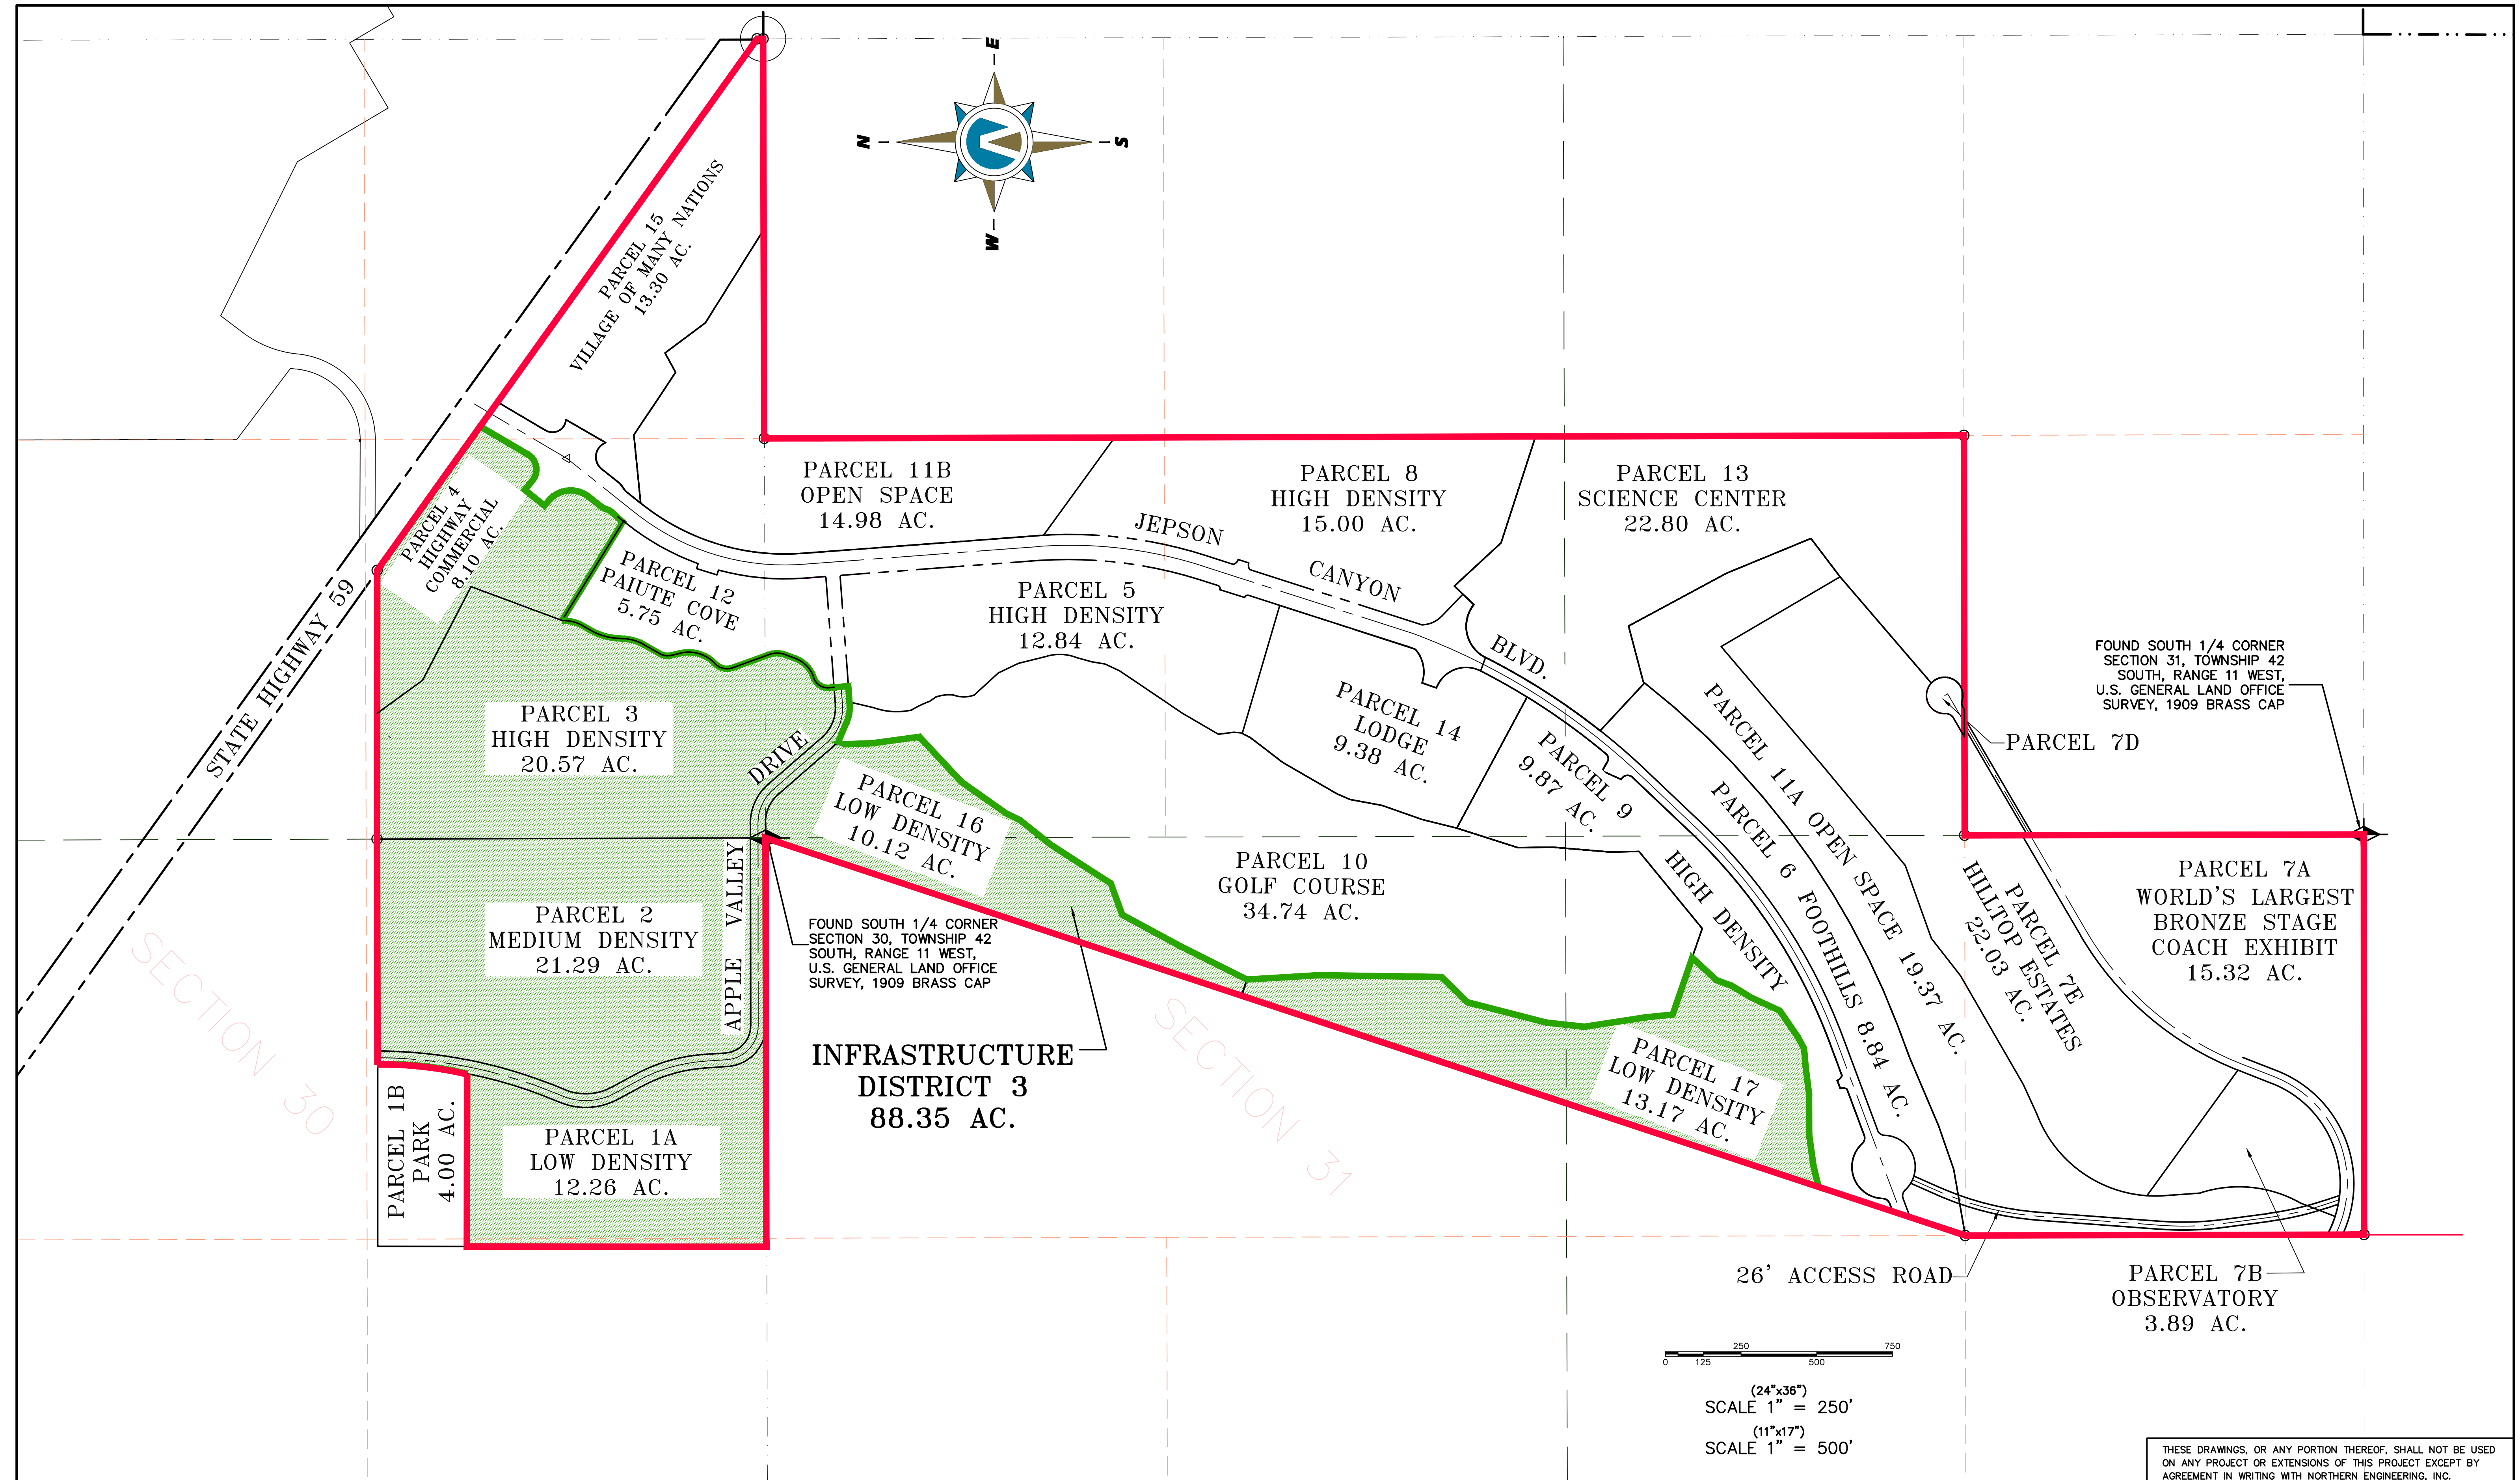 E
N
S
W
PARCEL 15
VILLAGE OF MANY NATIONS
13.30 AC.
PARCEL 4
HIGHWAY
COMMERCIAL
8.10 AC.
STATE HIGHWAY 59
PARCEL 12
PAIUTE COVE
5.75 AC.
PARCEL 11B
OPEN SPACE
14.98 AC.
PARCEL 8
HIGH DENSITY
15.00 AC.
PARCEL 13
SCIENCE CENTER
22.80 AC.
JEPSON
CANYON
BLVD.
PARCEL 5
HIGH DENSITY
12.84 AC.
PARCEL 14
LODGE
9.38 AC.
PARCEL 9
9.87 AC.
HIGH DENSITY
PARCEL 11A OPEN SPACE 19.37 AC.
PARCEL 6 FOOTHILLS 8.84 AC.
FOUND SOUTH 1/4 CORNER
SECTION 31, TOWNSHIP 42
SOUTH, RANGE 11 WEST,
U.S. GENERAL LAND OFFICE
SURVEY, 1909 BRASS CAP
PARCEL 7D
PARCEL 3
HIGH DENSITY
20.57 AC.
DRIVE
PARCEL 16
LOW DENSITY
10.12 AC.
PARCEL 10
GOLF COURSE
34.74 AC.
PARCEL 7E
HILLTOP ESTATES
22.03 AC.
PARCEL 7A
WORLD'S LARGEST
BRONZE STAGE
COACH EXHIBIT
15.32 AC.
PARCEL 2
MEDIUM DENSITY
21.29 AC.
APPLE VALLEY
FOUND SOUTH 1/4 CORNER
SECTION 30, TOWNSHIP 42
SOUTH, RANGE 11 WEST,
U.S. GENERAL LAND OFFICE
SURVEY, 1909 BRASS CAP
SECTION 30
SECTION 31
INFRASTRUCTURE
DISTRICT 3
88.35 AC.
PARCEL 17
LOW DENSITY
13.17 AC.
PARCEL 1B
PARK
4.00 AC.
PARCEL 1A
LOW DENSITY
12.26 AC.
26' ACCESS ROAD
PARCEL 7B
OBSERVATORY
3.89 AC.
250 750
0 125 500
(24"x36")
SCALE 1" = 250'
(11"x17")
SCALE 1" = 500'
THESE DRAWINGS, OR ANY PORTION THEREOF, SHALL NOT BE USED
ON ANY PROJECT OR EXTENSIONS OF THIS PROJECT EXCEPT BY
AGREEMENT IN WRITING WITH NORTHERN ENGINEERING, INC.